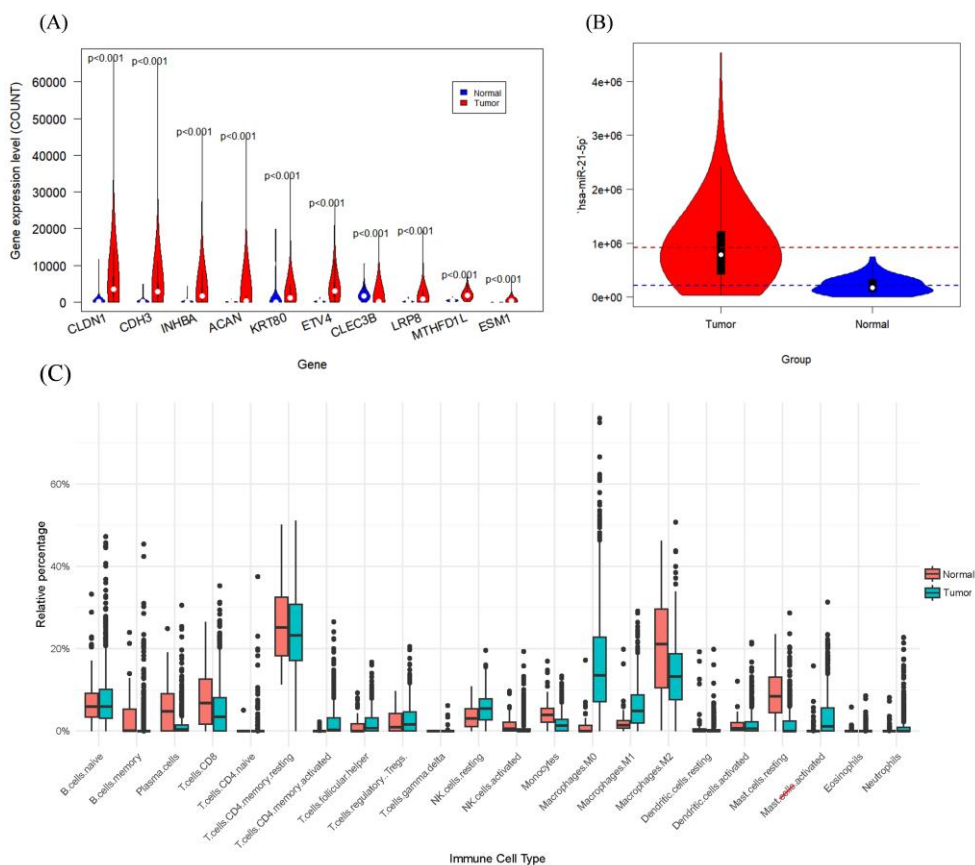 (A)
(B)
Gene expression level (COUNT)
60000
50000
40000
30000
20000
10000
0
p<0.001
p<0.001
p<0.001
p<0.001
p<0.001
p<0.001
p<0.001
p<0.001
p<0.001
p<0.001
Normal
Tumor
CLDN1
CDH3
INHBA
ACAN
KRT80
ETV4
CLEC3B
LRP8
MTHFD1L
ESM1
Gene
`hsa-miR-21-5p`
4e+06
3e+06
2e+06
1e+06
0e+00
Tumor
Normal
Group
(C)
Relative percentage
60%
40%
20%
0%
Normal
Tumor
B.cells.naive
B.cells.memory
Plasma.cells
T.cells.CD8
T.cells.CD4.naive
T.cells.CD4.memory.resting
T.cells.CD4.memory.activated
T.cells.follicular.helper
T.cells.regulatory..Tregs.
T.cells.gamma.delta
NK.cells.resting
NK.cells.activated
Monocytes
Macrophages.M0
Macrophages.M1
Macrophages.M2
Dendritic.cells.resting
Dendritic.cells.activated
Mast.cells.resting
Mast.cells.activated
Eosinophils
Neutrophils
Immune Cell Type